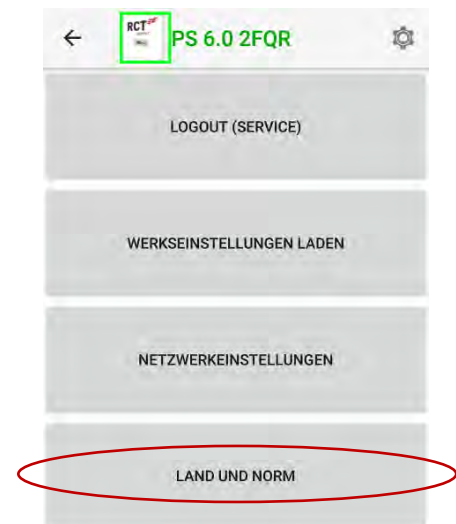 RCT
PS 6.0 2FQR
LOGOUT (SERVICE)
WERKSEINSTELLUNGEN LADEN
NETZWERKEINSTELLUNGEN
LAND UND NORM